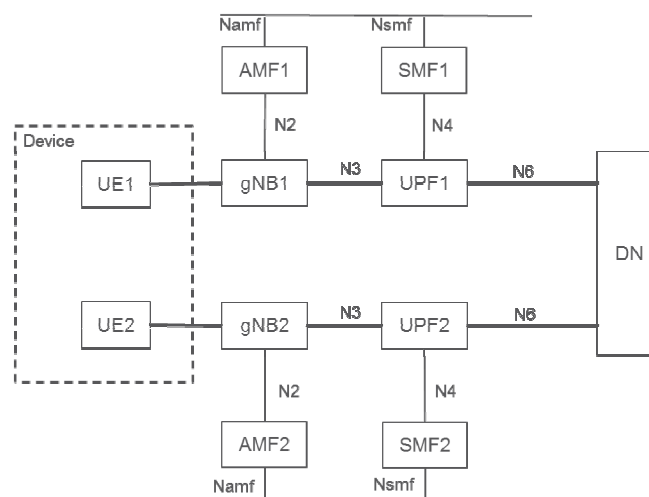 Namf
Nsmf
AMF1
SMF1
N2
N4
Device
UE1
gNB1
N3
UPF1
N6
DN
UE2
gNB2
N3
UPF2
N6
N2
N4
AMF2
SMF2
Namf
Nsmf